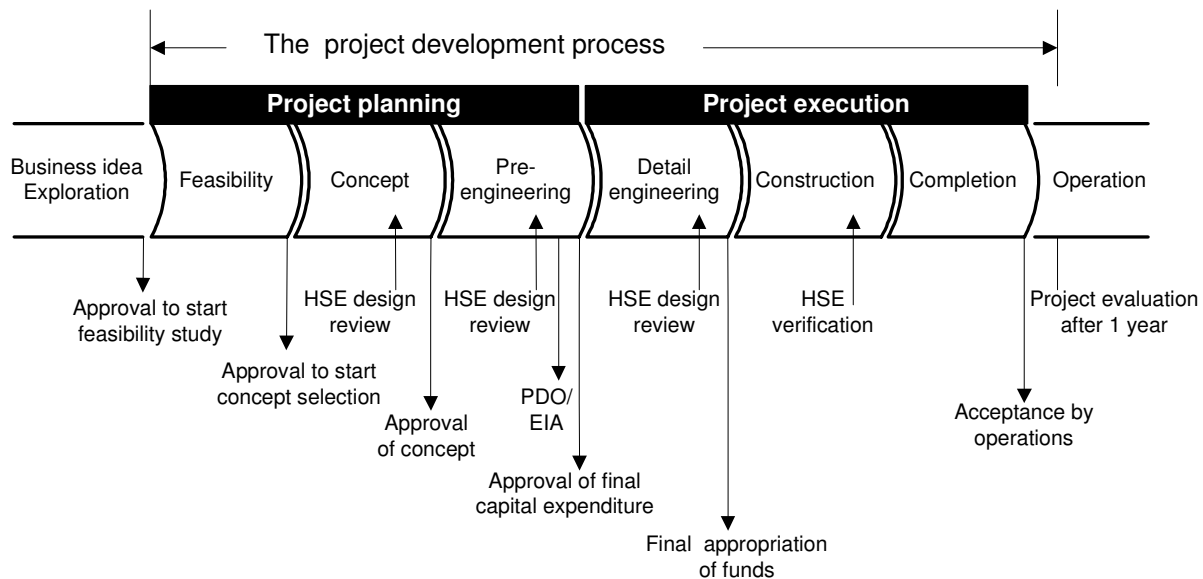 The project development process
Project planning
Project execution
Business idea
Exploration
Feasibility
Concept
Pre-
engineering
Detail
engineering
Construction
Completion
Operation
Approval to start
feasibility study
HSE design
review
HSE design
review
HSE design
review
HSE
verification
Project evaluation
after 1 year
Approval to start
concept selection
PDO/
EIA
Approval
of concept
Acceptance by
operations
Approval of final
capital expenditure
Final appropriation
of funds